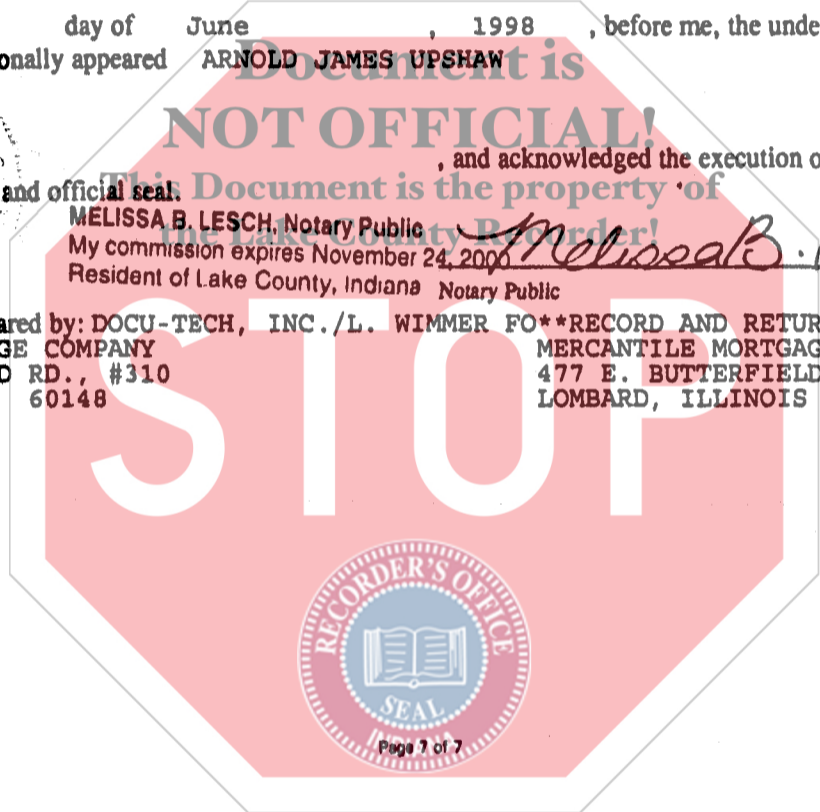 day of June , 1998 , before me, the unde
onally appeared ARNOLD JAMES UPSHAW
Document is
NOT OFFICIAL!
, and acknowledged the execution o
This Document is the property of
and official seal.
the Lake County Recorder!
MELISSA B. LESCH, Notary Public
My commission expires November 24, 2000
Melissa B.
Resident of Lake County, Indiana
Notary Public
ared by: DOCU-TECH, INC./L. WIMMER FO**RECORD AND RETUR
GE COMPANY MERCANTILE MORTGAG
D RD., #310 477 E. BUTTERFIELD
60148 LOMBARD, ILLINOIS
STOP
RECORDER'S OFFICE
SEAL
INDIANA
Page 7 of 7